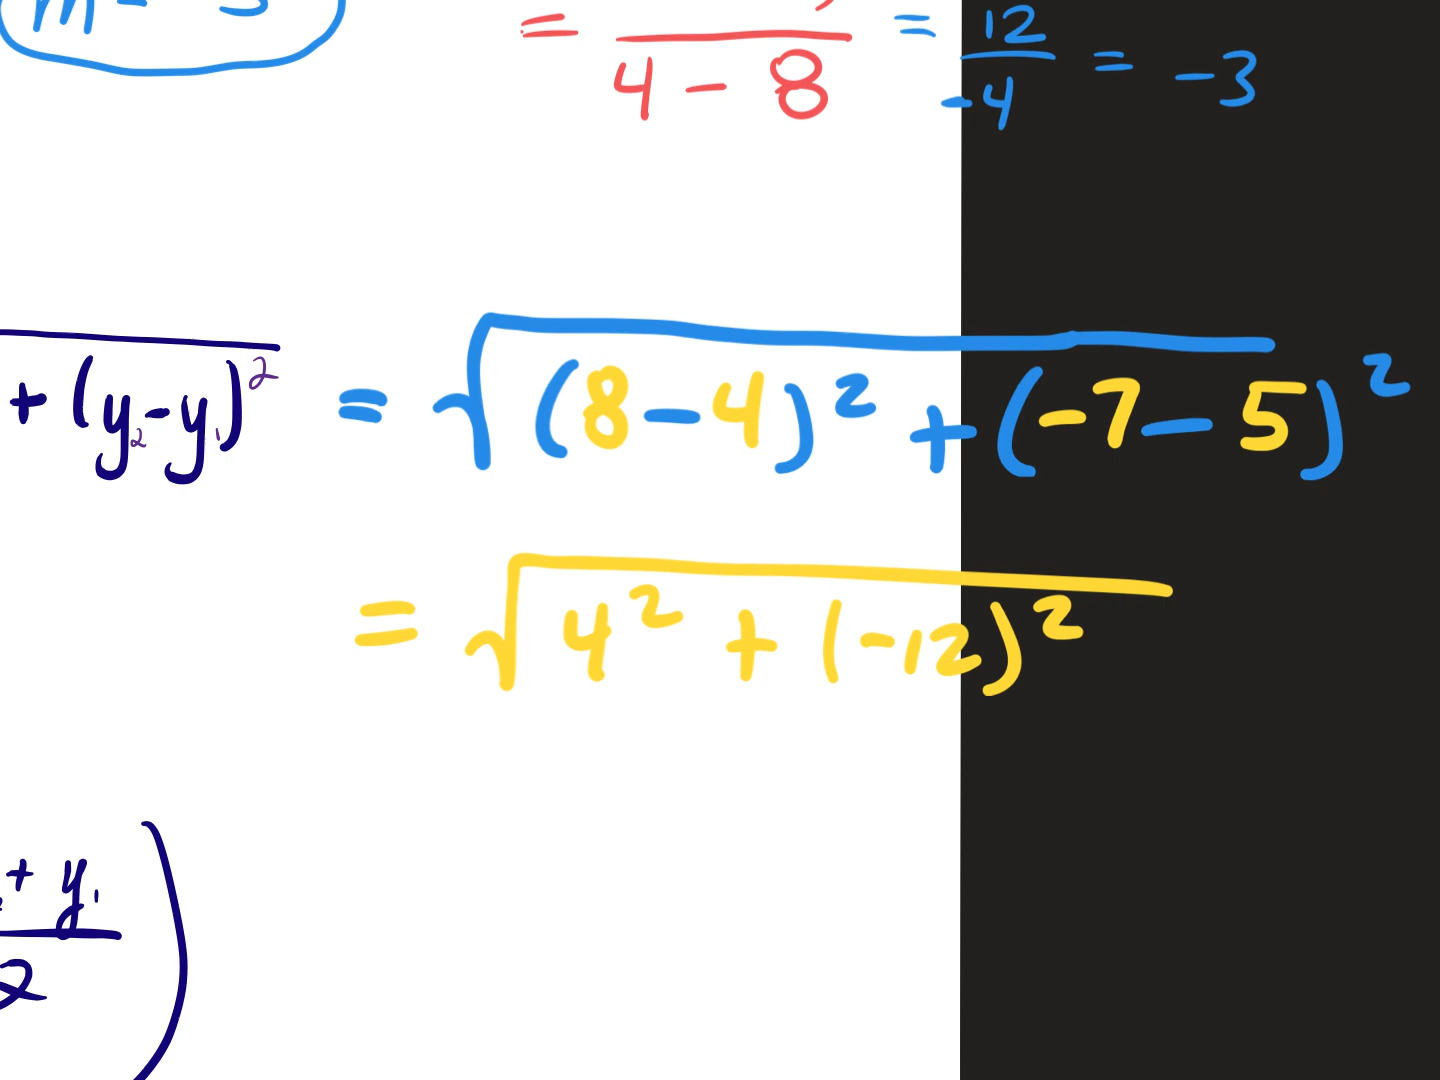 = 4 - 8 = 12/-4 = -3
+ (y₂-y₁)² = √(8-4)² + (-7-5)²
= √4² + (-12)²
+ y₁
2